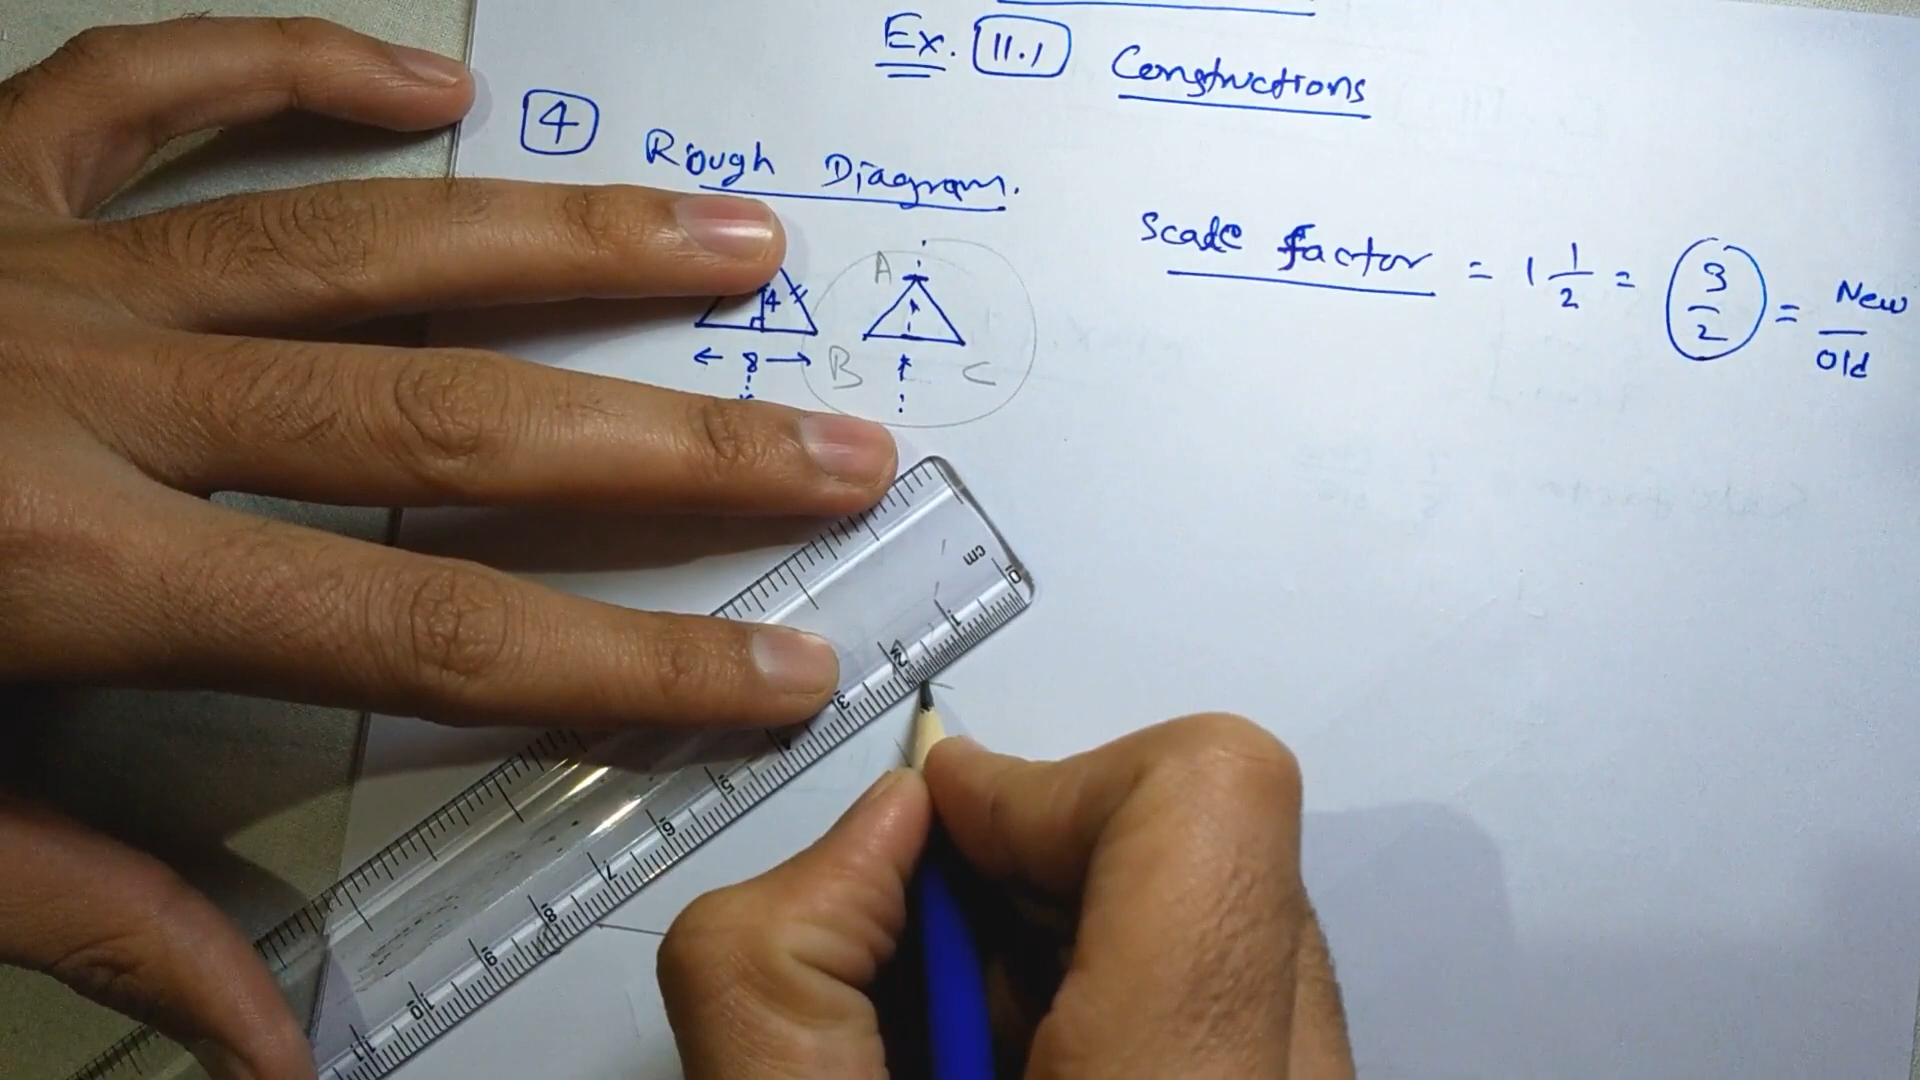 Ex. 11.1 Constructions
4 Rough Diagram.
Scale factor = 1 1/2 = 3/2 = New/Old
4
8
A
B C
cm
0 1 2 3 4 5 6 7 8 9 10 11